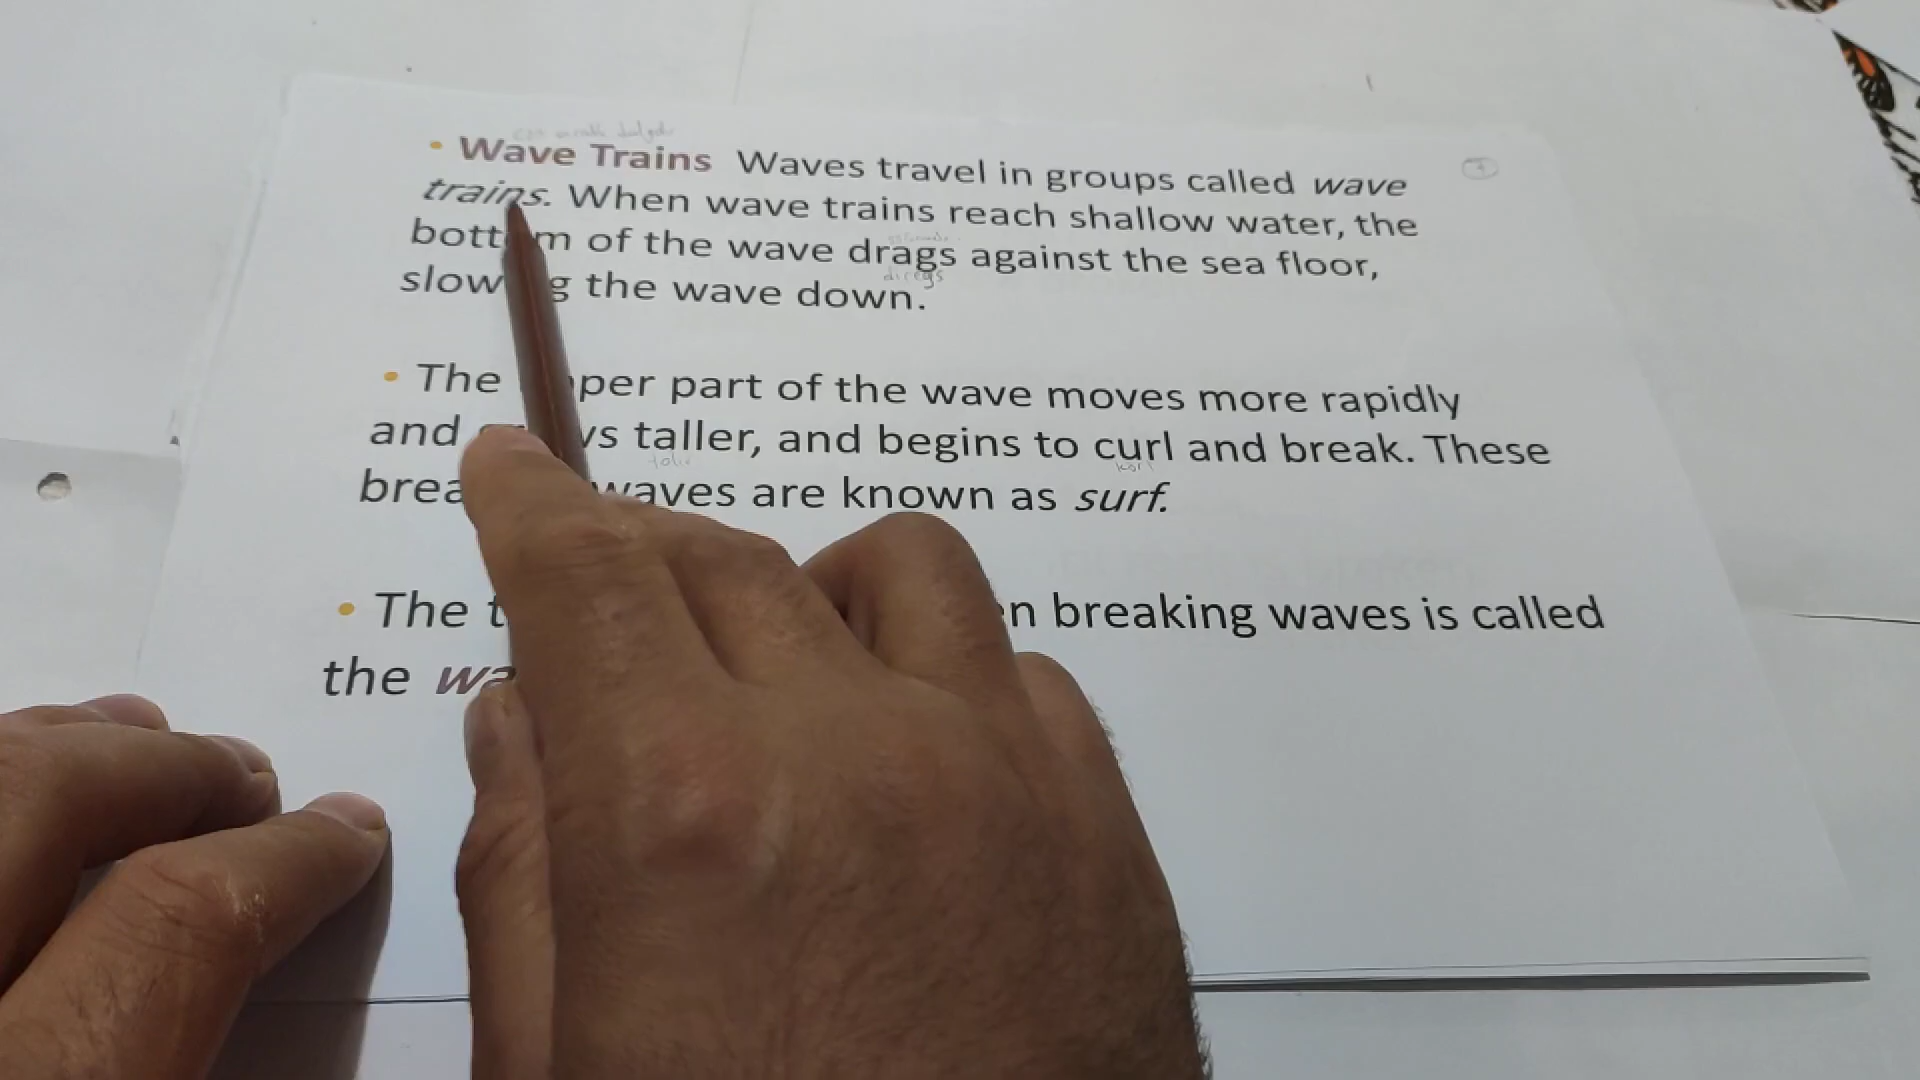 • Wave Trains Waves travel in groups called wave
trains. When wave trains reach shallow water, the
bott m of the wave drags against the sea floor,
slow g the wave down.
• The per part of the wave moves more rapidly
and ws taller, and begins to curl and break. These
brea waves are known as surf.
• The t n breaking waves is called
the wa